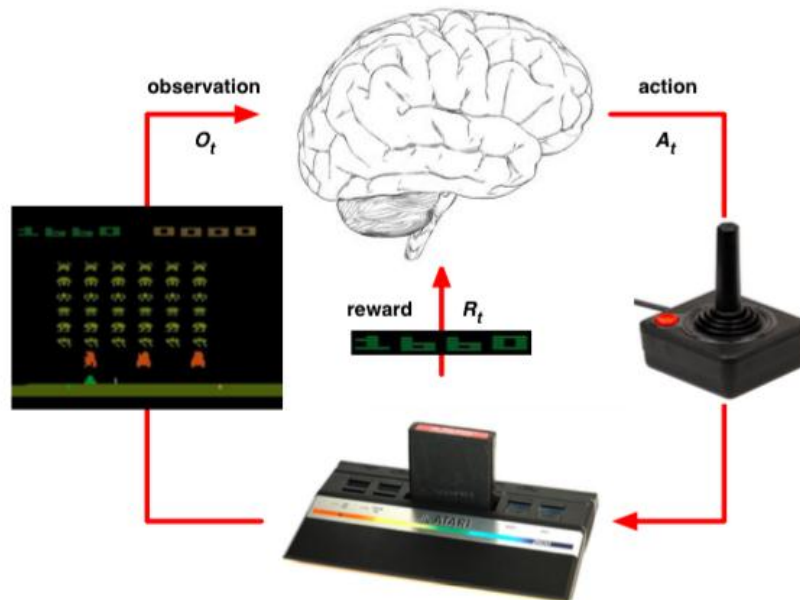 observation
action
O_t
A_t
1660 0000
reward
R_t
1660
ATARI